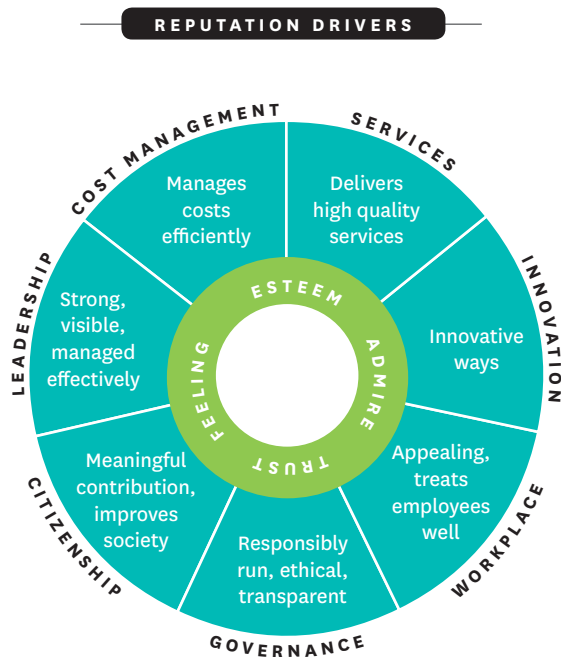 REPUTATION DRIVERS
COST MANAGEMENT
Manages
costs
efficiently
SERVICES
Delivers
high quality
services
INNOVATION
Innovative
ways
WORKPLACE
Appealing,
treats
employees
well
GOVERNANCE
Responsibly
run, ethical,
transparent
CITIZENSHIP
Meaningful
contribution,
improves
society
LEADERSHIP
Strong,
visible,
managed
effectively
ESTEEM
ADMIRE
TRUST
FEELING